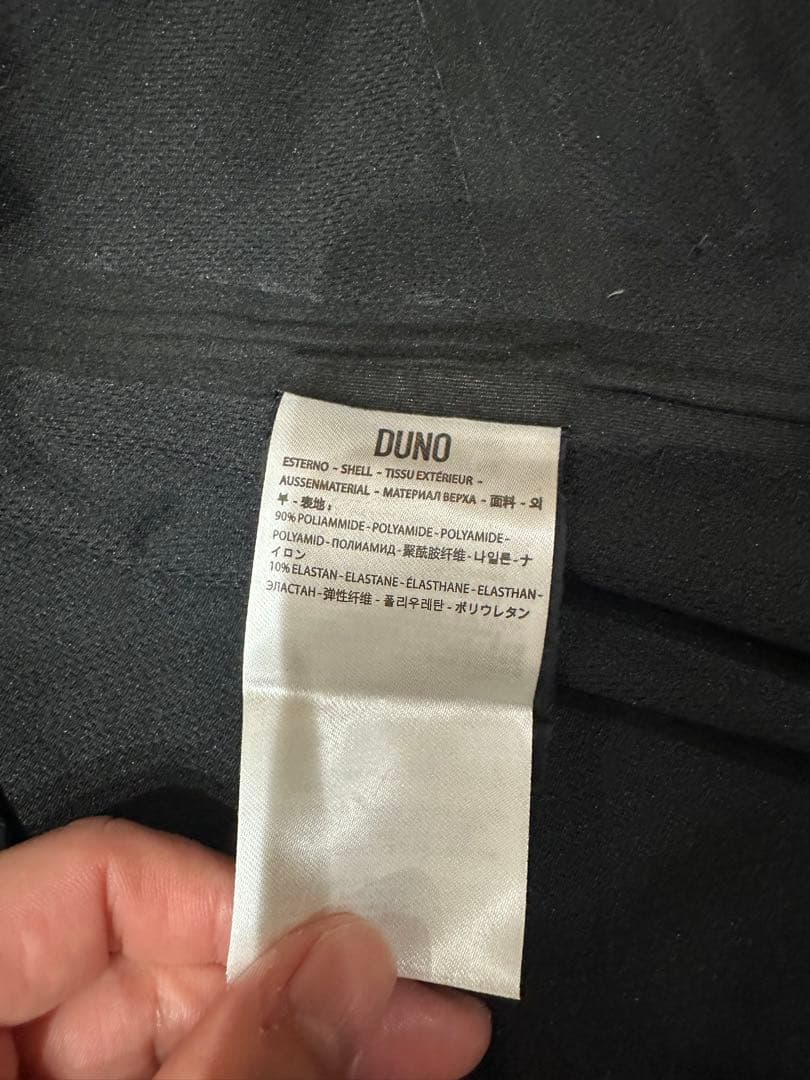 DUNO
ESTERNO - SHELL - TISSU EXTÉRIEUR -
AUSSENMATERIAL - МАТЕРИАЛ ВЕРХА - 面料 - 외
부 - 表地:
90% POLIAMMIDE - POLYAMIDE - POLYAMIDE -
POLYAMID - ПОЛИАМИД - 聚酰胺纤维 - 나일론 - ナ
イロン
10% ELASTAN - ELASTANE - ÉLASTHANE - ELASTHAN -
ЭЛАСТАН - 弹性纤维 - 폴리우레탄 - ポリウレタン